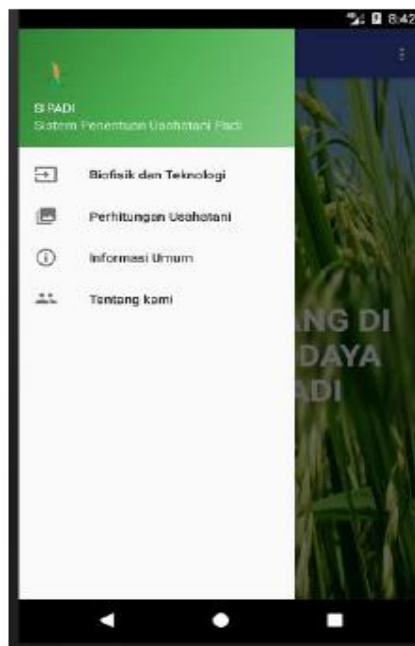 8:42
SI PADI
Sistem Penentuan Usahatani Padi
Biofisik dan Teknologi
Perhitungan Usahatani
Informasi Umum
Tentang kami
NG DI
DAYA
ADI